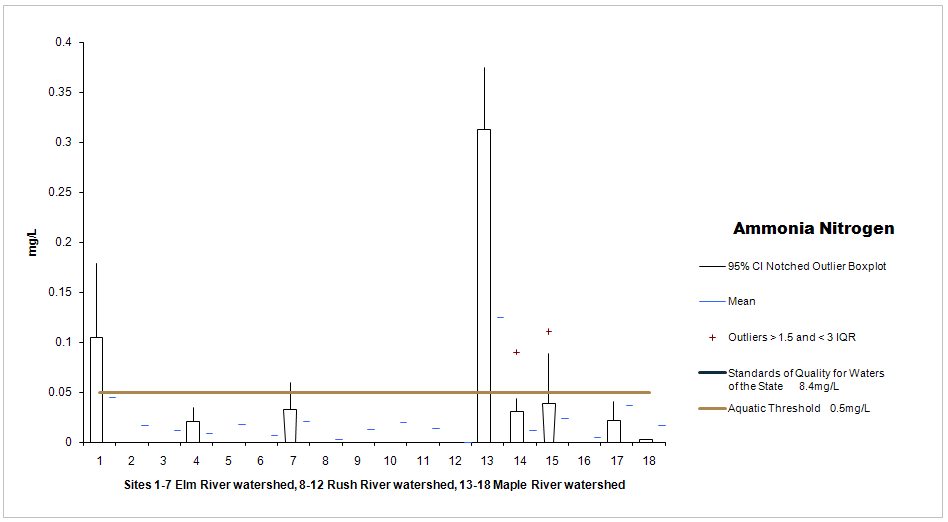 0.4
0.35
0.3
0.25
0.2
0.15
0.1
0.05
0
mg/L
1 2 3 4 5 6 7 8 9 10 11 12 13 14 15 16 17 18
Sites 1-7 Elm River watershed, 8-12 Rush River watershed, 13-18 Maple River watershed
Ammonia Nitrogen
95% CI Notched Outlier Boxplot
Mean
Outliers > 1.5 and < 3 IQR
Standards of Quality for Waters
of the State 8.4mg/L
Aquatic Threshold 0.5mg/L